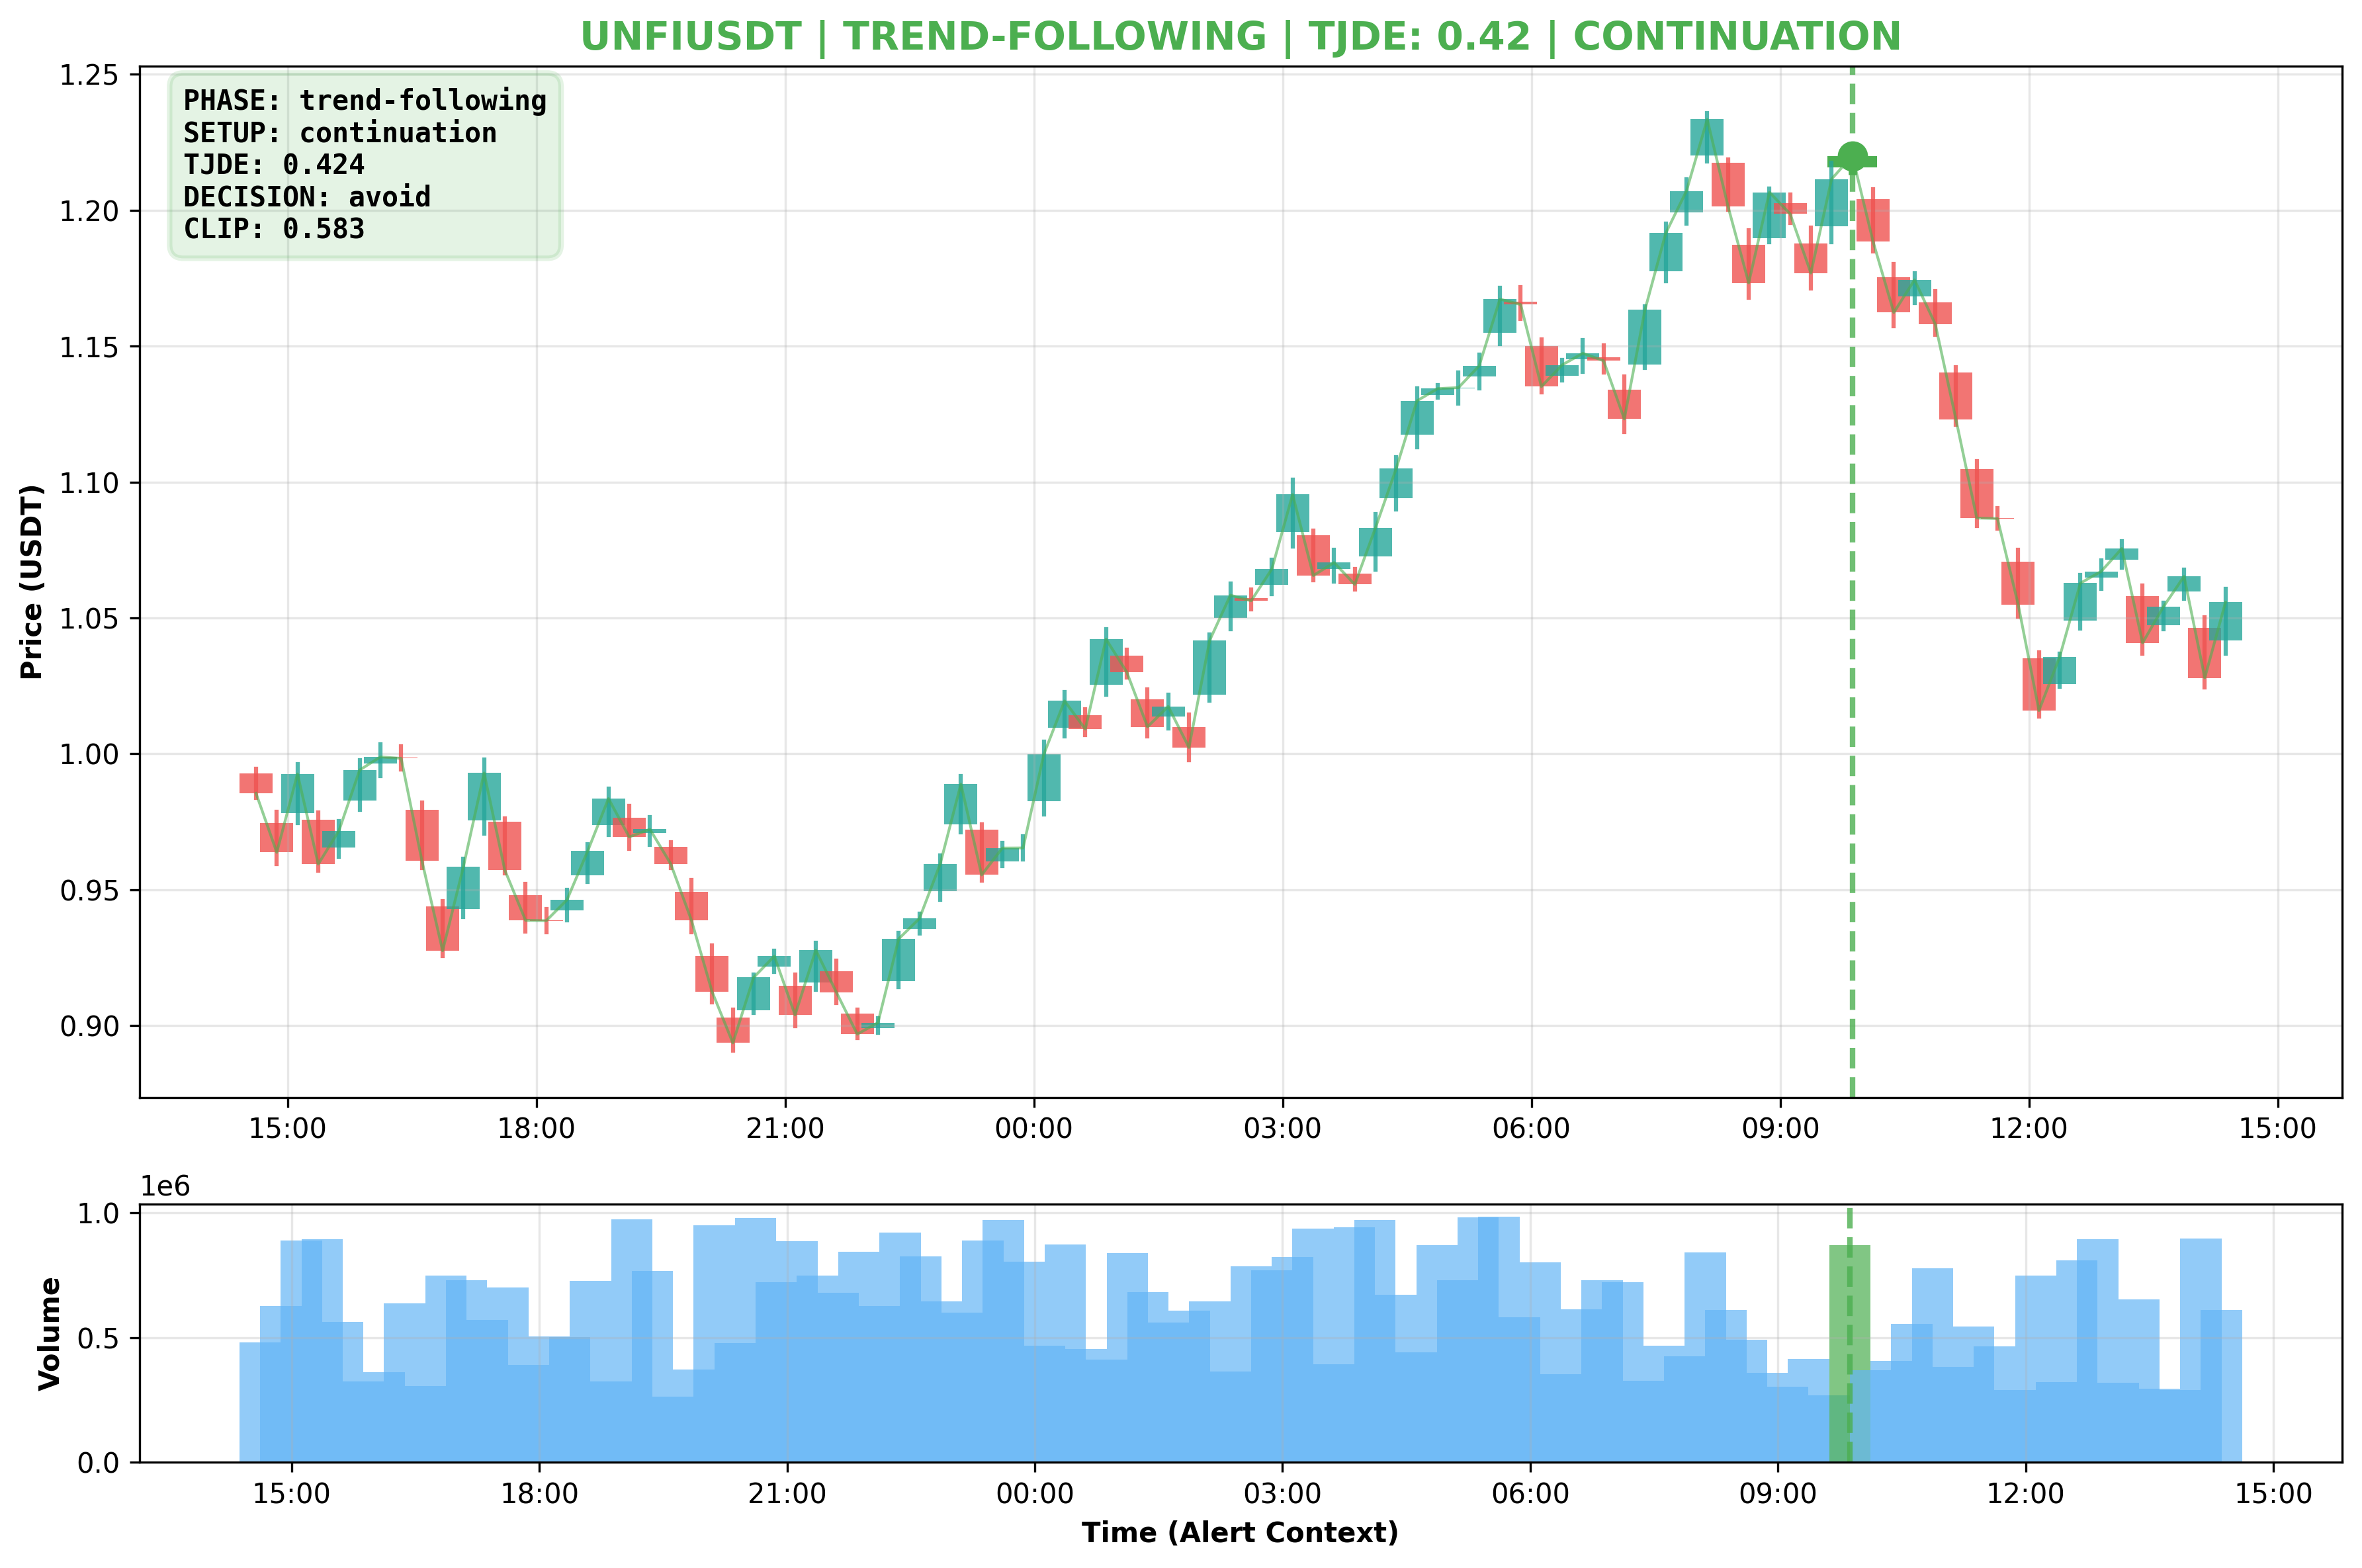 UNFIUSDT | TREND-FOLLOWING | TJDE: 0.42 | CONTINUATION
PHASE: trend-following
SETUP: continuation
TJDE: 0.424
DECISION: avoid
CLIP: 0.583
Price (USDT)
1.25
1.20
1.15
1.10
1.05
1.00
0.95
0.90
15:00 18:00 21:00 00:00 03:00 06:00 09:00 12:00 15:00
1e6
Volume
1.0
0.5
0.0
15:00 18:00 21:00 00:00 03:00 06:00 09:00 12:00 15:00
Time (Alert Context)